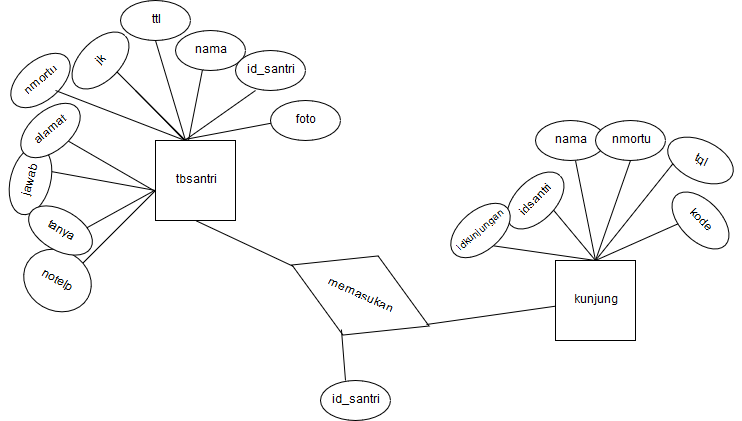 ttl
jk
nama
nmortu
id_santri
foto
alamat
jawab
tbsantri
tanya
notelp
nama
nmortu
tgl
idsantri
idkunjungan
kode
memasukan
kunjung
id_santri